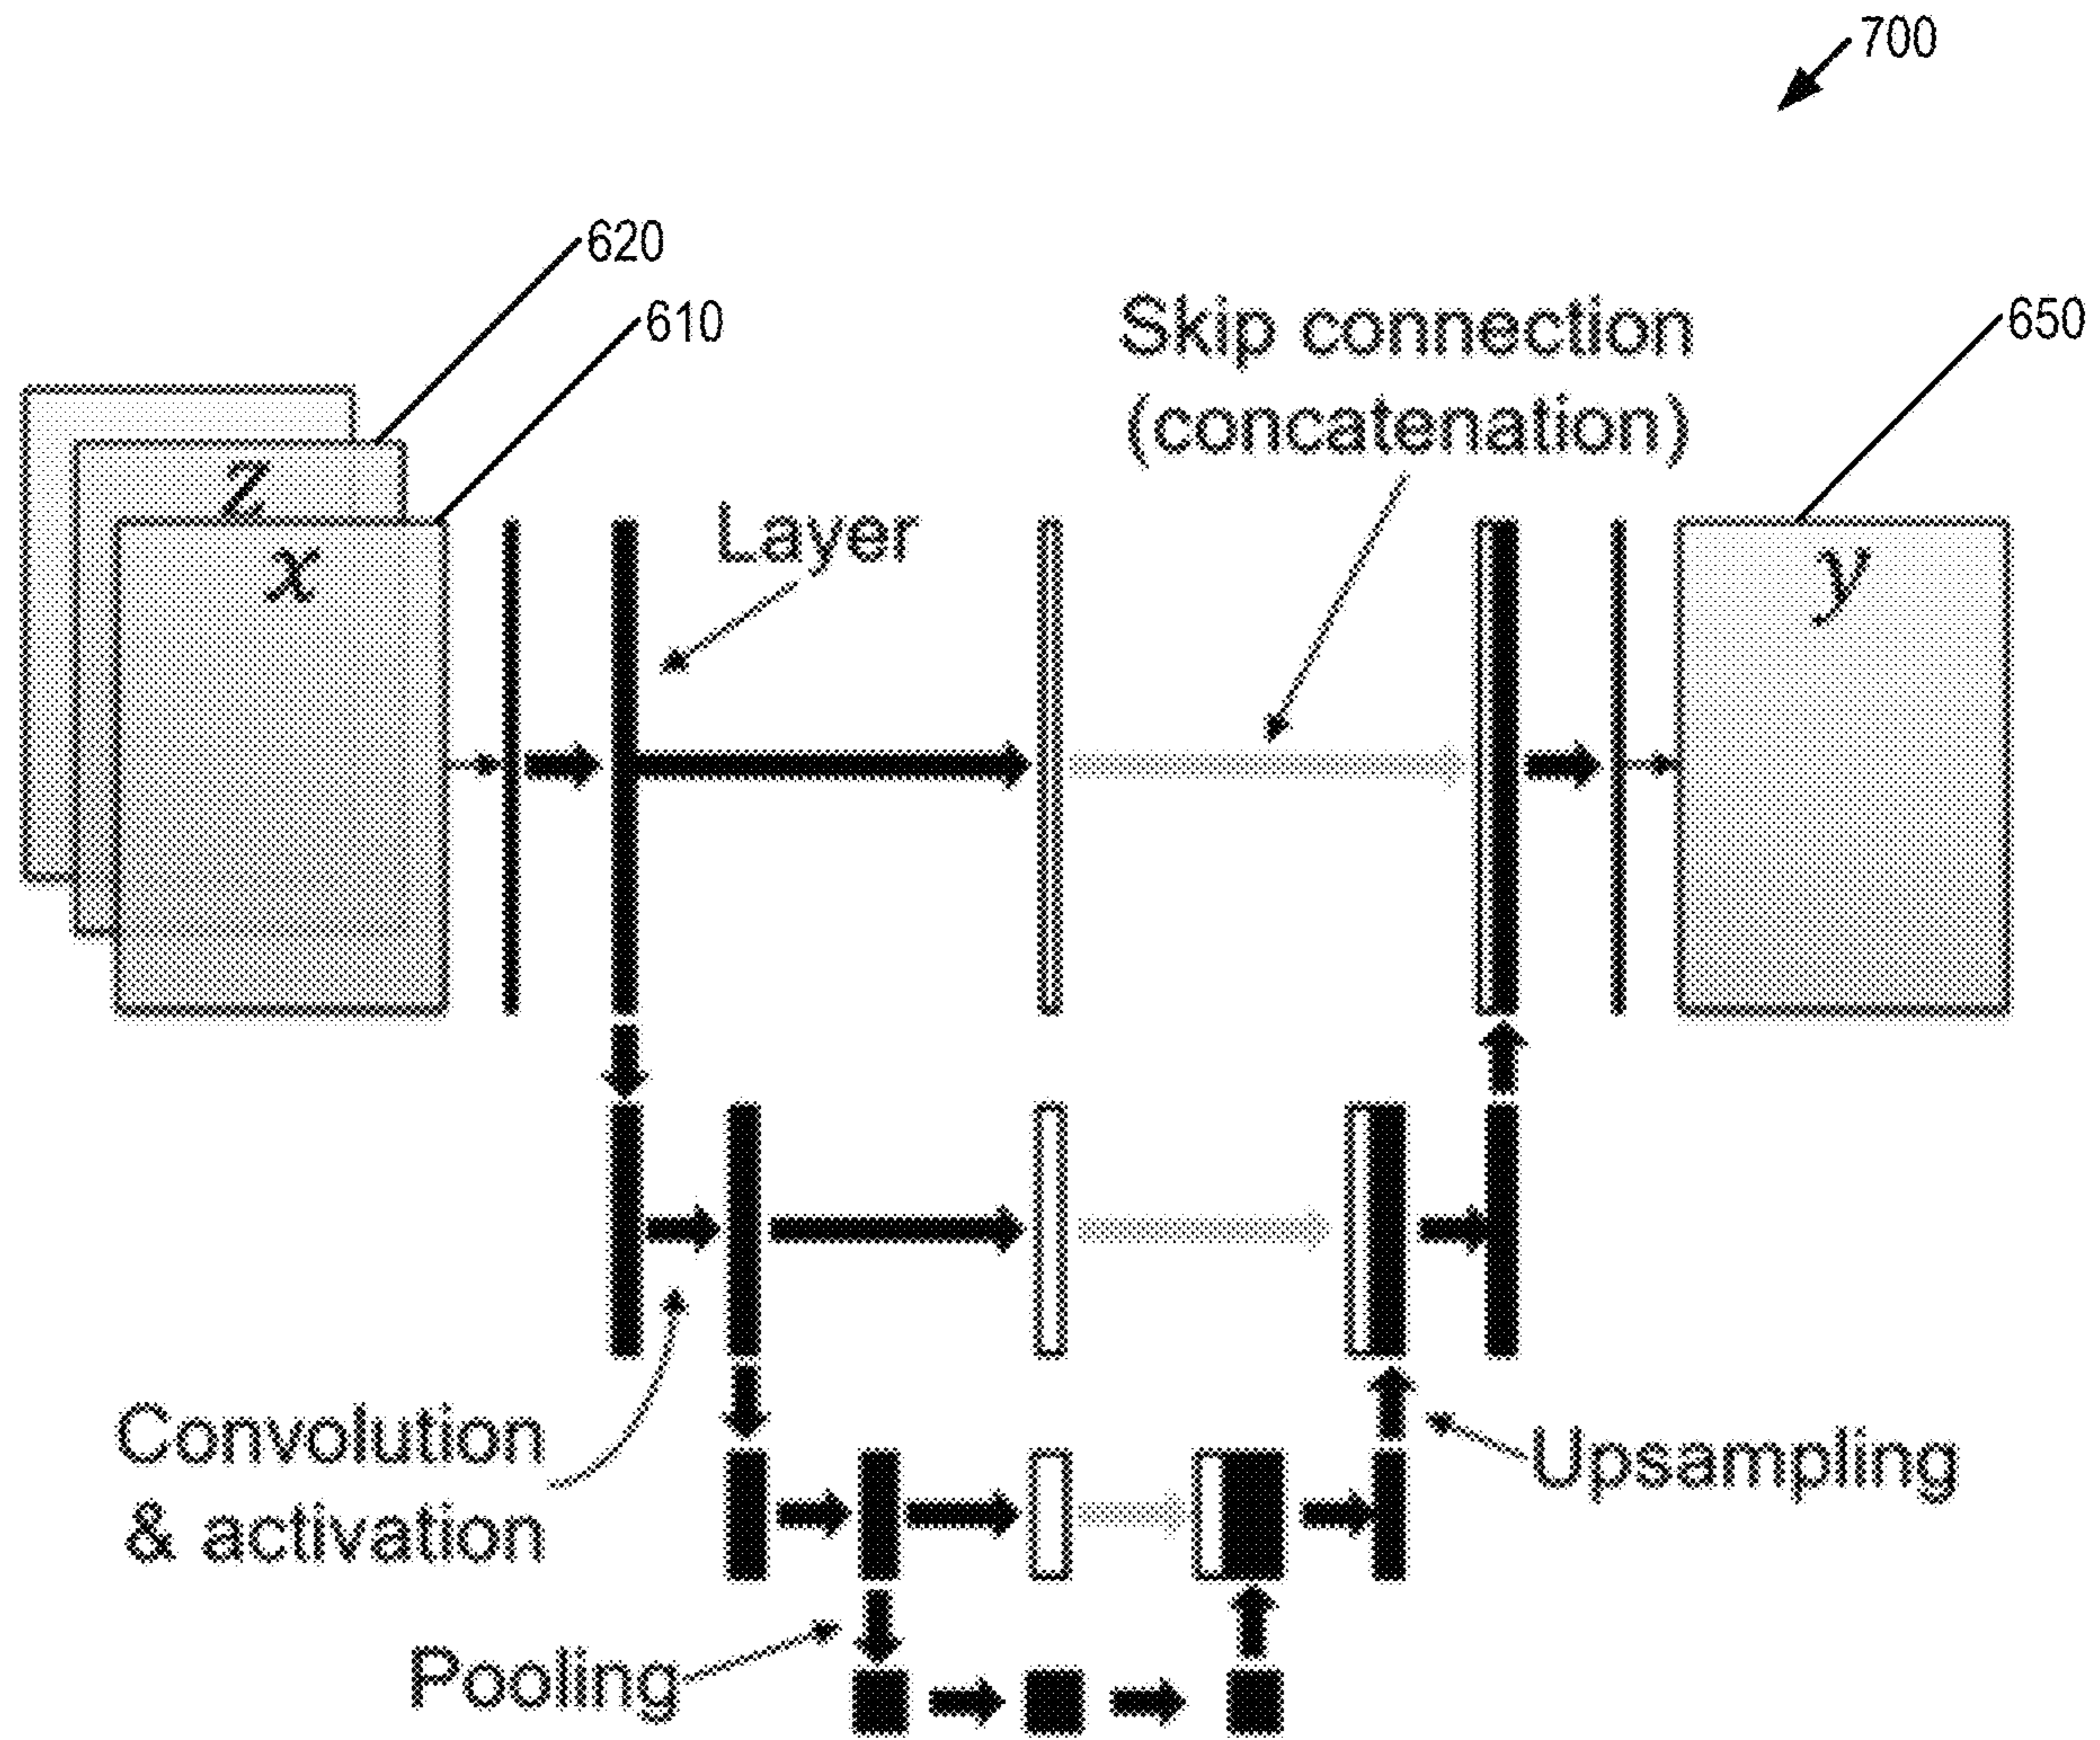 700
620
610
Skip connection
(concatenation)
650
z
x
Layer
y
Convolution
& activation
Upsampling
Pooling